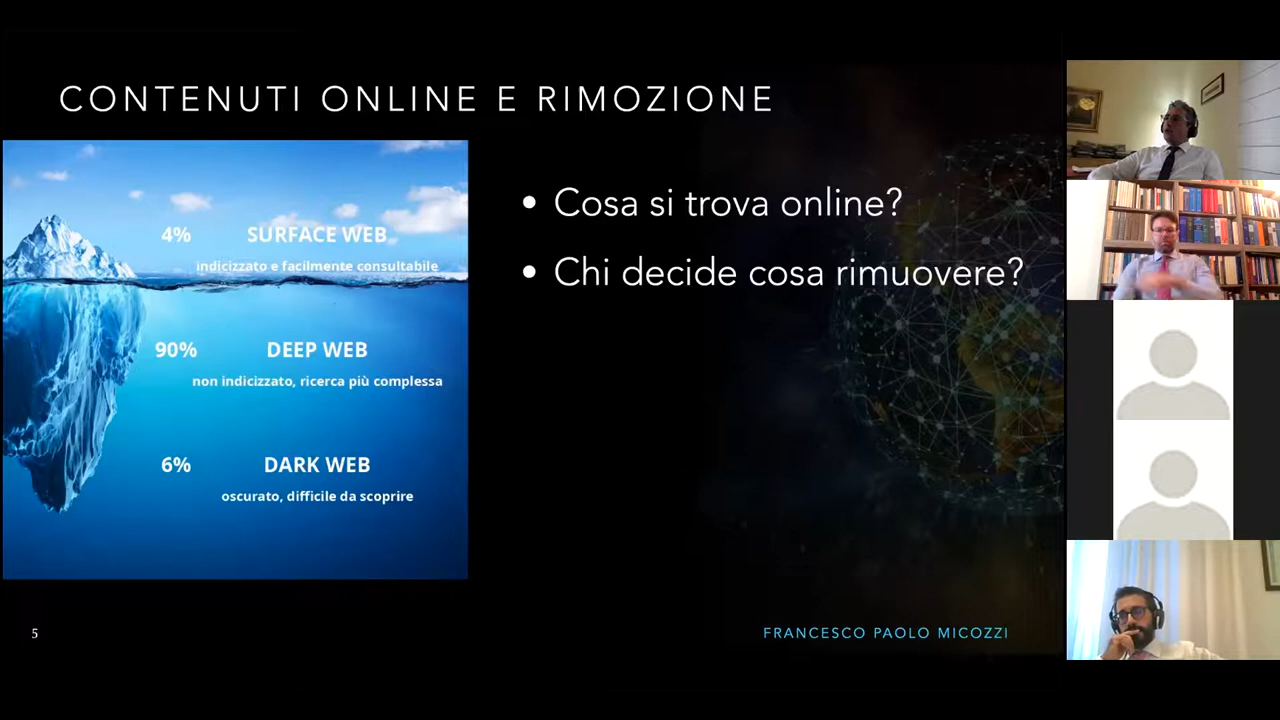 CONTENUTI ONLINE E RIMOZIONE
4% SURFACE WEB
indicizzato e facilmente consultabile
90% DEEP WEB
non indicizzato, ricerca più complessa
6% DARK WEB
oscurato, difficile da scoprire
• Cosa si trova online?
• Chi decide cosa rimuovere?
5
FRANCESCO PAOLO MICOZZI